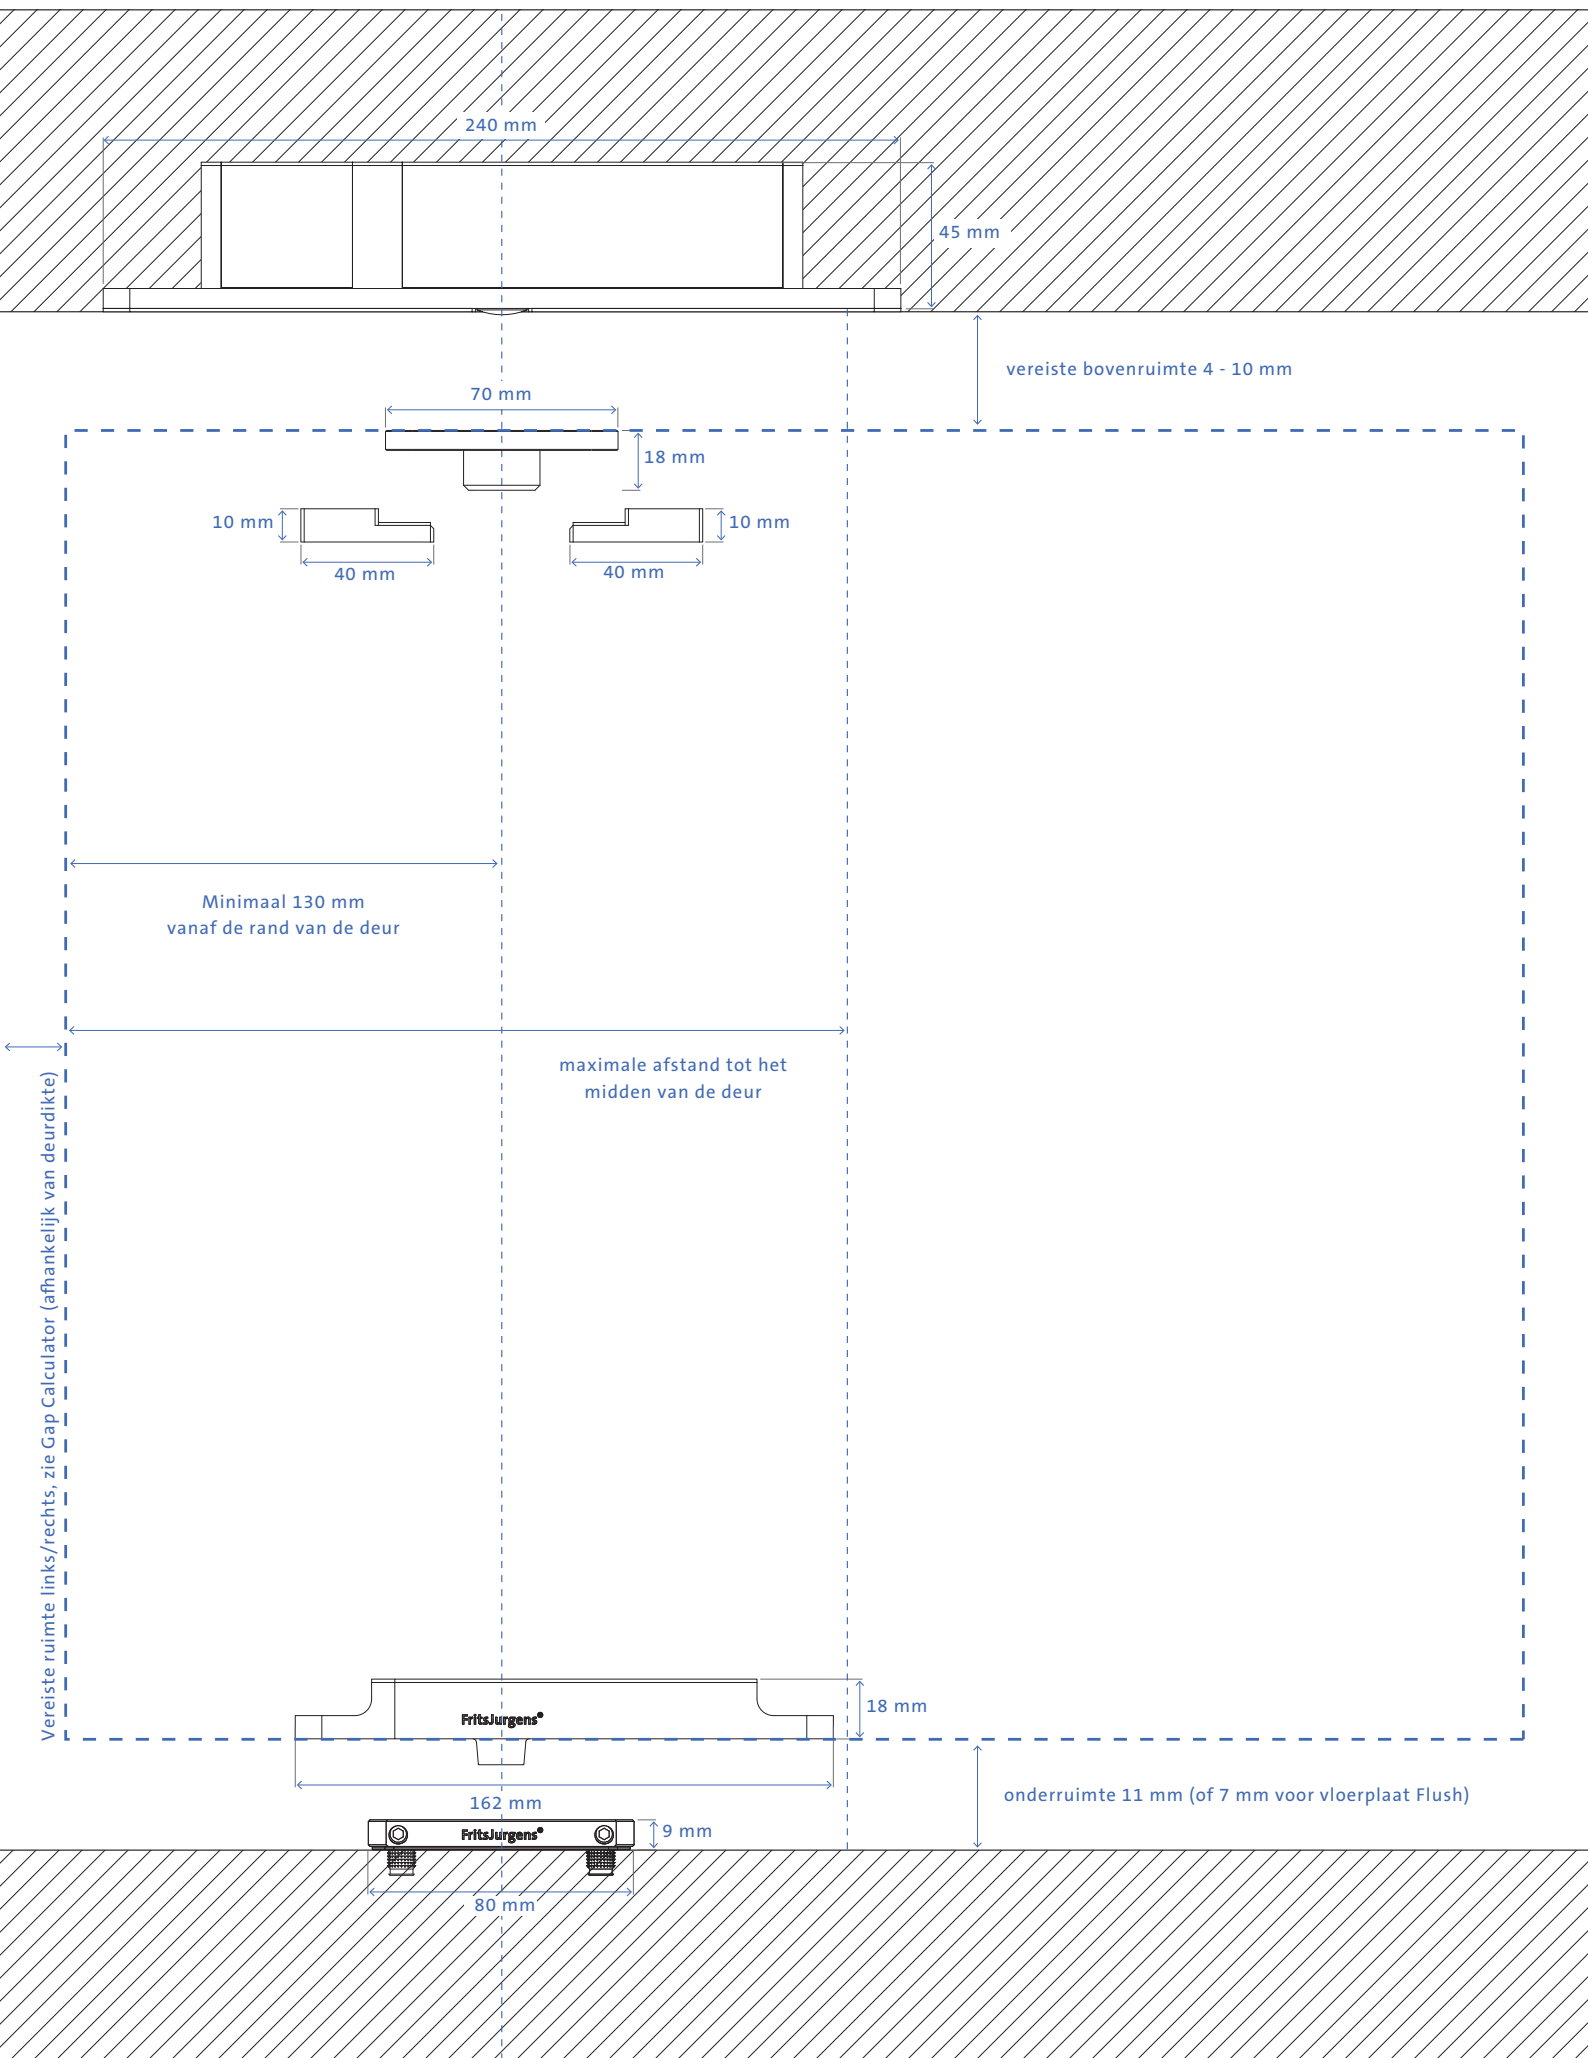 240 mm
45 mm
vereiste bovenruimte 4 - 10 mm
70 mm
18 mm
10 mm
10 mm
40 mm
40 mm
Minimaal 130 mm
vanaf de rand van de deur
maximale afstand tot het
midden van de deur
Vereiste ruimte links/rechts, zie Gap Calculator (afhankelijk van deurdikte)
18 mm
FritsJurgens®
onderruimte 11 mm (of 7 mm voor vloerplaat Flush)
162 mm
9 mm
FritsJurgens®
80 mm